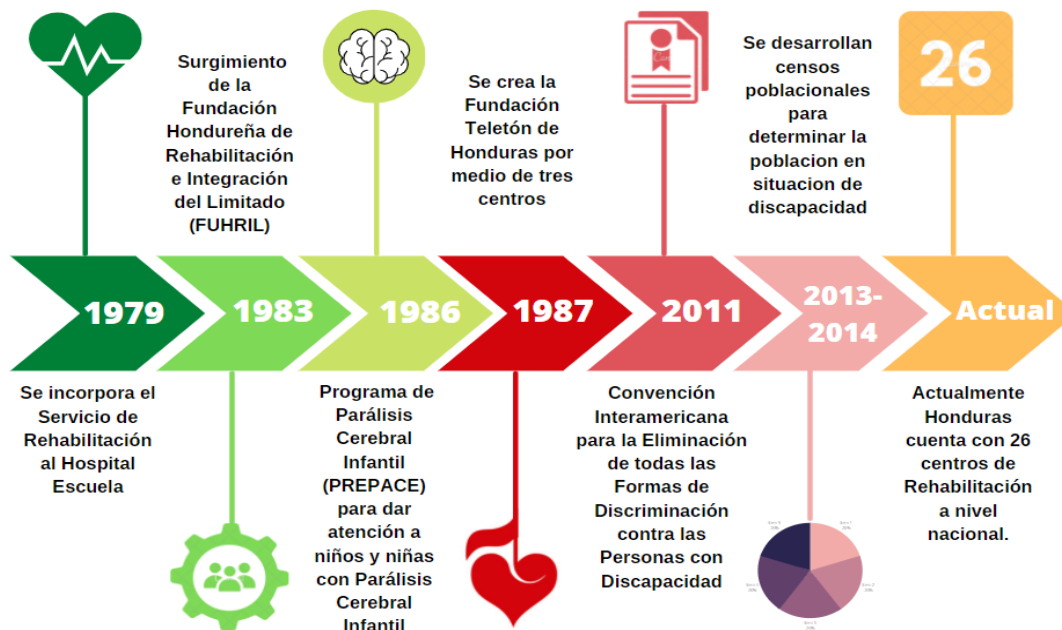 1979
Se incorpora el
Servicio de
Rehabilitación
al Hospital
Escuela
1983
Surgimiento
de la
Fundación
Hondureña de
Rehabilitación
e Integración
del Limitado
(FUHRIL)
1986
Programa de
Parálisis
Cerebral
Infantil
(PREPACE)
para dar
atención a
niños y niñas
con Parálisis
Cerebral
Infantil
1987
Se crea la
Fundación
Teletón de
Honduras por
medio de tres
centros
2011
Convención
Interamericana
para la Eliminación
de todas las
Formas de
Discriminación
contra las
Personas con
Discapacidad
2013-
2014
Se desarrollan
censos
poblacionales
para
determinar la
poblacion en
situacion de
discapacidad
Actual
26
Actualmente
Honduras
cuenta con 26
centros de
Rehabilitación
a nivel
nacional.